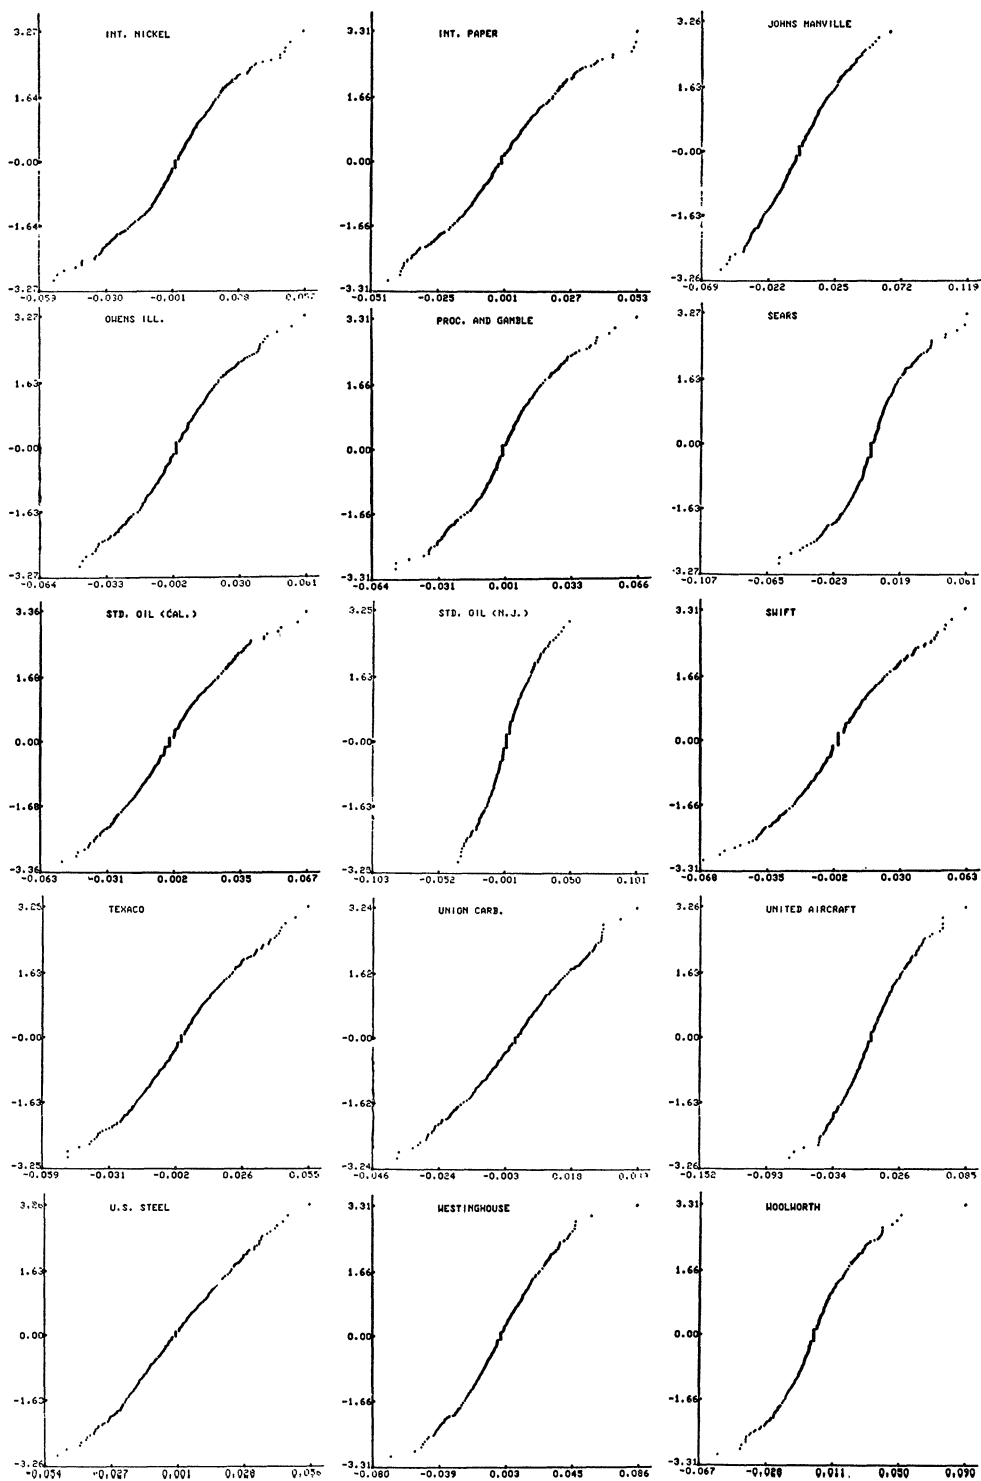 INT. NICKEL
3.27
1.64
-0.00
-1.64
-3.27
-0.059 -0.030 -0.001
INT. PAPER
3.31
1.66
0.00
-1.66
-3.31
-0.051 -0.025 0.001 0.027 0.053
JOHNS MANVILLE
3.26
1.63
-0.00
-1.63
-3.26
-0.069 -0.022 0.025 0.072 0.119
OWENS ILL.
3.27
1.63
-0.00
-1.63
-3.27
-0.064 -0.033 -0.002 0.030 0.061
PROC. AND GAMBLE
3.31
1.66
0.00
-1.66
-3.31
-0.064 -0.031 0.001 0.033 0.066
SEARS
3.27
1.63
0.00
-1.63
-3.27
-0.107 -0.065 -0.023 0.019 0.061
STD. OIL (CAL.)
3.36
1.68
0.00
-1.68
-3.36
-0.063 -0.031 0.002 0.035 0.067
STD. OIL (N.J.)
3.25
1.63
-0.00
-1.63
-3.25
-0.103 -0.052 -0.001 0.050 0.101
SWIFT
3.31
1.66
0.00
-1.66
-3.31
-0.068 -0.035 -0.002 0.030 0.063
TEXACO
3.25
1.63
-0.00
-1.63
-3.25
-0.059 -0.031 -0.002 0.026 0.055
UNION CARB.
3.24
1.62
-0.00
-1.62
-3.24
-0.046 -0.024 -0.003 0.018
UNITED AIRCRAFT
3.26
1.63
-0.00
-1.63
-3.26
-0.152 -0.093 -0.034 0.026 0.085
U.S. STEEL
3.26
1.63
0.00
-1.63
-3.26
-0.054 -0.027 0.001 0.028 0.056
WESTINGHOUSE
3.31
1.66
0.00
-1.66
-3.31
-0.080 -0.039 0.003 0.045 0.086
WOOLWORTH
3.31
1.66
0.00
-1.66
-3.31
-0.067 -0.028 0.011 0.050 0.090